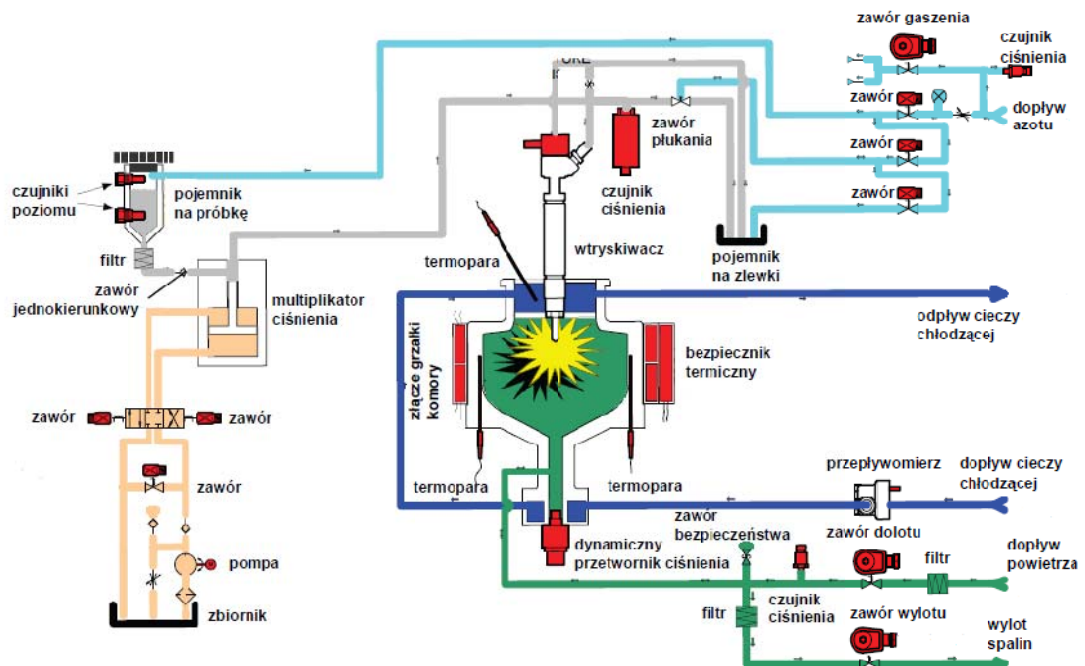 zawór gaszenia
czujnik
ciśnienia
zawór
dopływ
azotu
zawór
płukania
zawór
zawór
czujniki
poziomu
pojemnik
na próbkę
czujnik
ciśnienia
wtryskiwacz
pojemnik
na zlewki
termopara
filtr
zawór
jednokierunkowy
multiplikator
ciśnienia
odpływ cieczy
chłodzącej
złącze grzałki
komory
bezpiecznik
termiczny
zawór
zawór
zawór
termopara
termopara
przepływomierz
dopływ cieczy
chłodzącej
zawór
bezpieczeństwa
zawór dolotu
dopływ
powietrza
filtr
dynamiczny
przetwornik ciśnienia
pompa
zbiornik
filtr
czujnik
ciśnienia
zawór wylotu
wylot
spalin